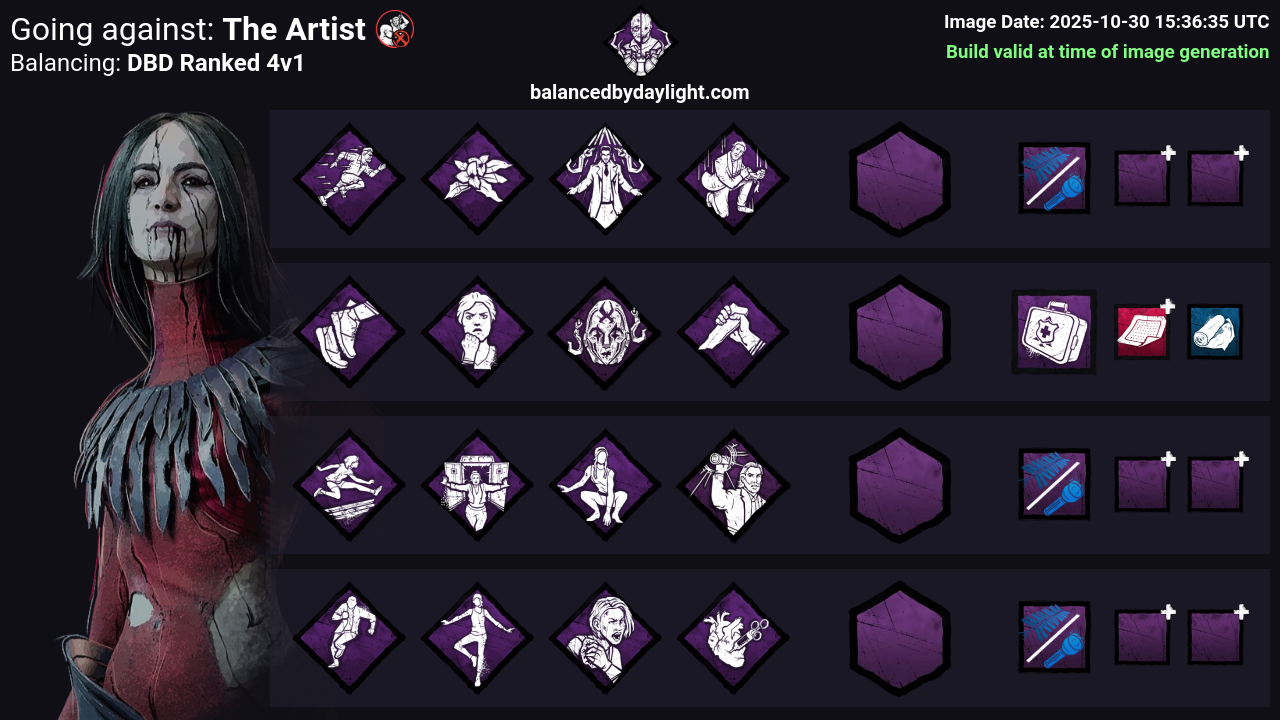 Going against: The Artist
Balancing: DBD Ranked 4v1
balancedbydaylight.com
Image Date: 2025-10-30 15:36:35 UTC
Build valid at time of image generation